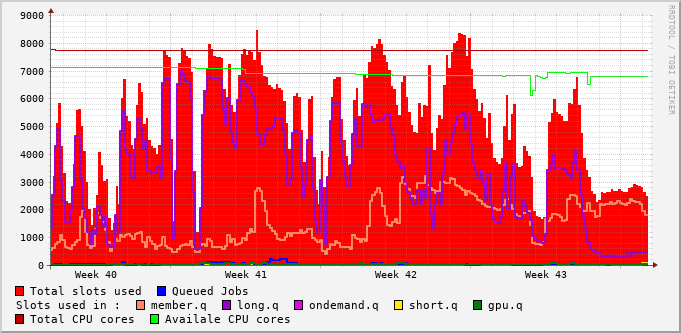 9000
8000
7000
6000
5000
4000
3000
2000
1000
0
Week 40 Week 41 Week 42 Week 43
RRDTOOL / TOBI OETIKER
Total slots used Queued Jobs
Slots used in : member.q long.q ondemand.q short.q gpu.q
Total CPU cores Availale CPU cores